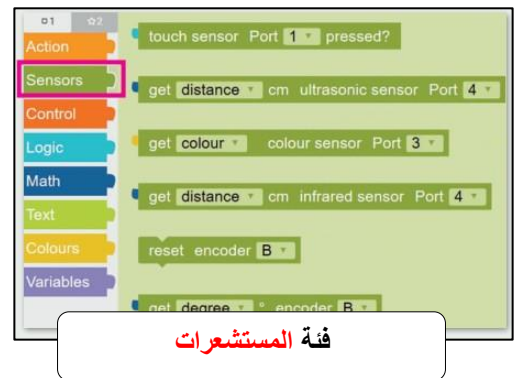 1 2
Action
Sensors
Control
Logic
Math
Text
Colours
Variables
touch sensor Port 1 pressed?
get distance cm ultrasonic sensor Port 4
get colour colour sensor Port 3
get distance cm infrared sensor Port 4
reset encoder B
get degree ° encoder B
فئة المستشعرات